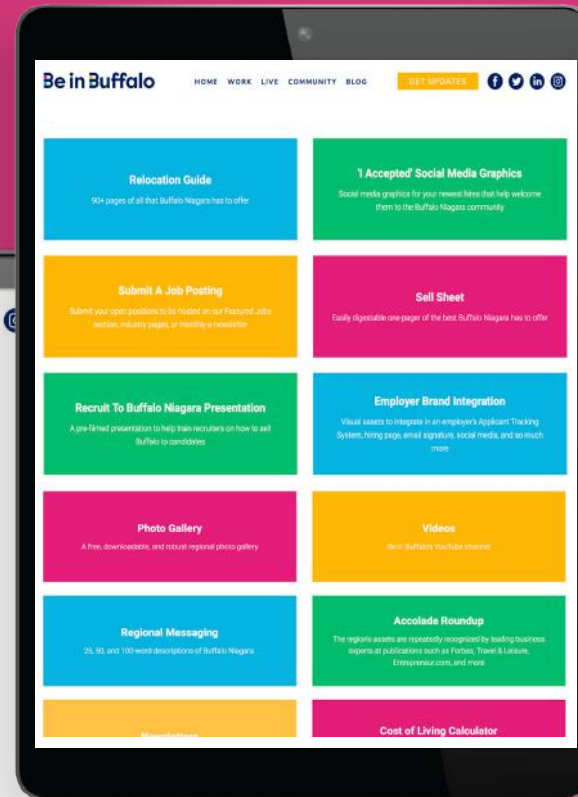 Be in Buffalo
HOME WORK LIVE COMMUNITY BLOG
GET UPDATES
Relocation Guide
90+ pages of all that Buffalo Niagara has to offer
'I Accepted' Social Media Graphics
Social media graphics for your newest hires that help welcome
them to the Buffalo Niagara community
Submit A Job Posting
Submit your open positions to be hosted on our Featured Jobs
section, industry pages, or monthly e-newsletter
Sell Sheet
Easily digestable one-pager of the best Buffalo Niagara has to offer
Recruit To Buffalo Niagara Presentation
A pre-filmed presentation to help train recruiters on how to sell
Buffalo to candidates
Employer Brand Integration
Visual assets to integrate in an employer's Applicant Tracking
System, hiring page, email signature, social media, and so much
more
Photo Gallery
A free, downloadable, and robust regional photo gallery
Videos
Be in Buffalo's YouTube channel
Regional Messaging
25, 50, and 100-word descriptions of Buffalo Niagara
Accolade Roundup
The region's assets are repeatedly recognized by leading business
experts at publications such as Forbes, Travel & Leisure,
Entrepreneur.com, and more
Newsletters
Cost of Living Calculator